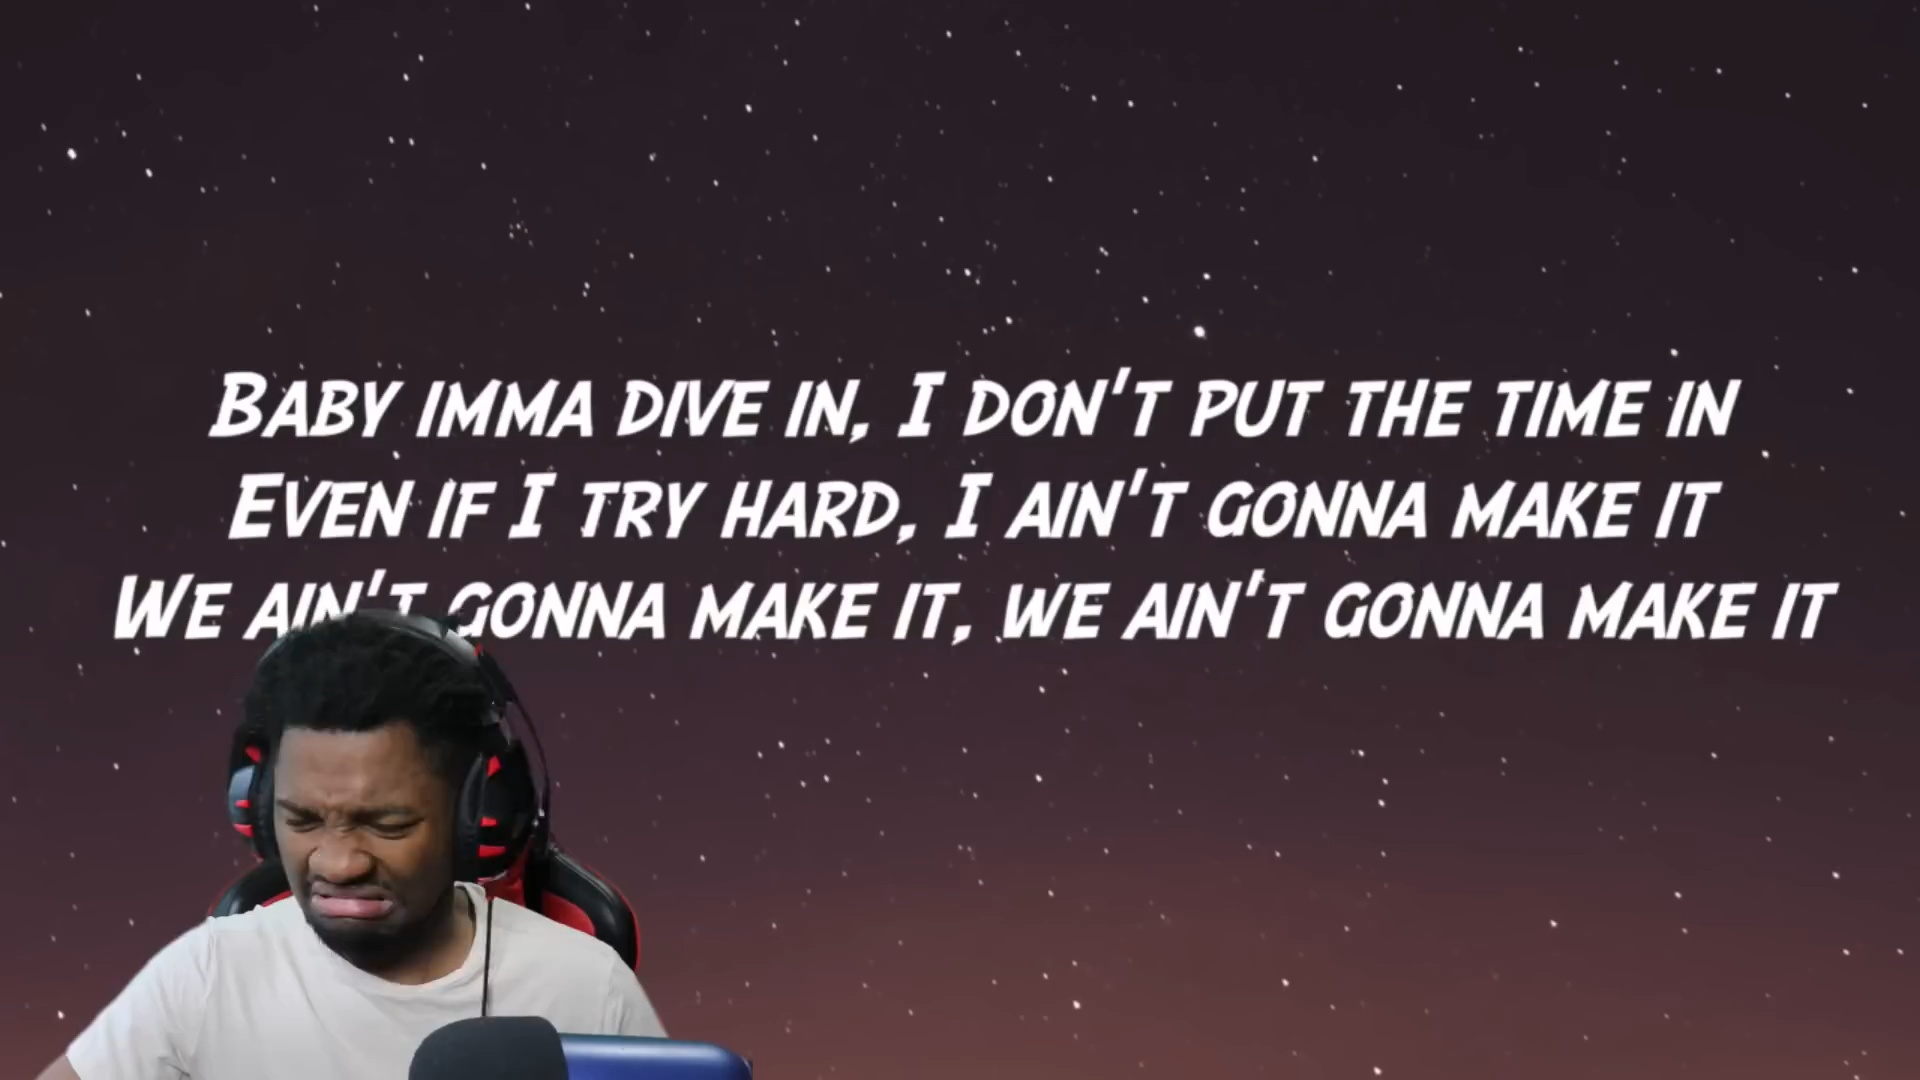 Baby imma dive in, I don't put the time in
Even if I try hard, I ain't gonna make it
We ain't gonna make it, we ain't gonna make it